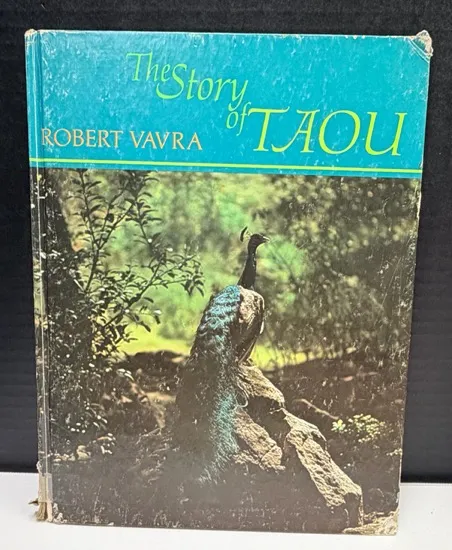 The Story
of TAOU
ROBERT VAVRA